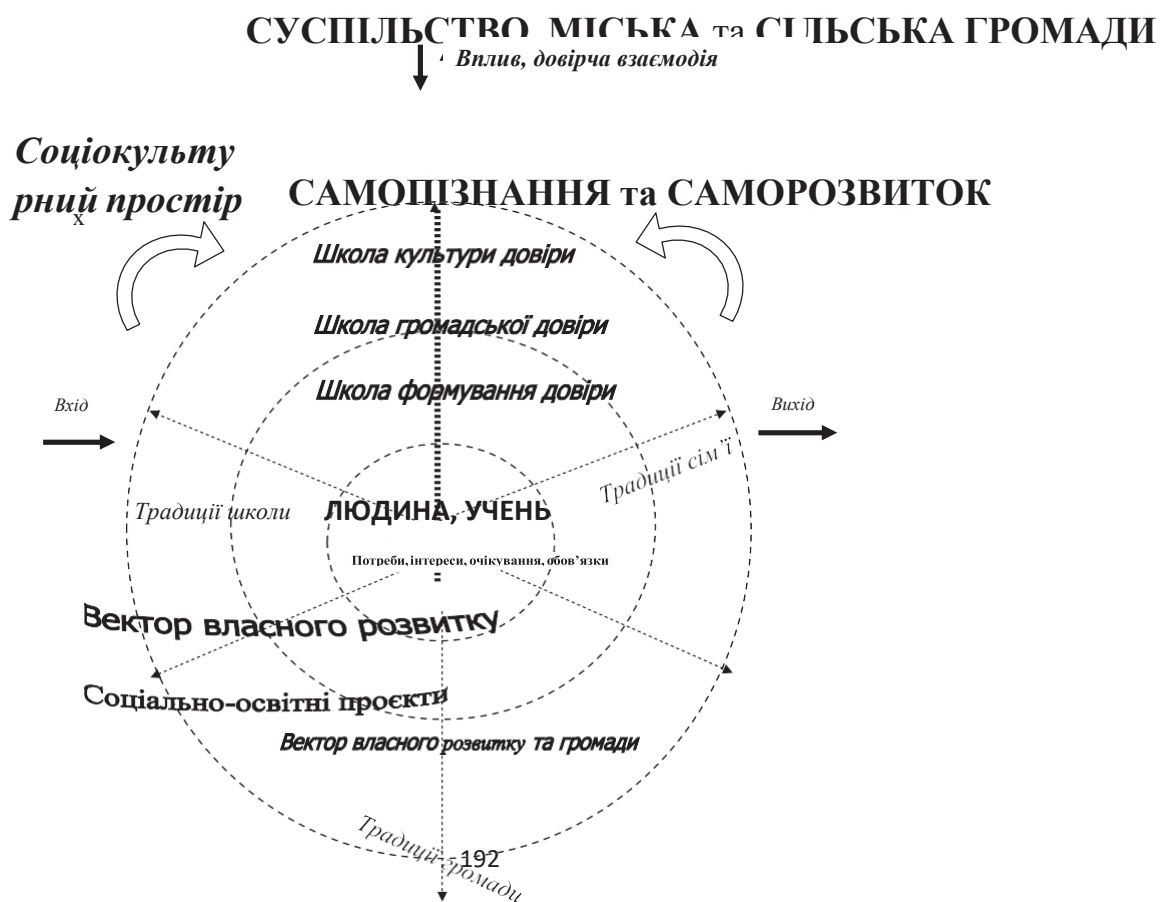 СУСПІЛЬСТВО, МІСЬКА та СІЛЬСЬКА ГРОМАДИ
Вплив, довірча взаємодія
Соціокульту
рний простір
х
САМОПІЗНАННЯ та САМОРОЗВИТОК
Школа культури довіри
Школа громадської довіри
Школа формування довіри
Вхід
Вихід
Традиції сім’ї
Традиції школи
ЛЮДИНА, УЧЕНЬ
Потреби, інтереси, очікування, обов’язки
Вектор власного розвитку
Соціально-освітні проєкти
Вектор власного розвитку та громади
Традиції громади
192